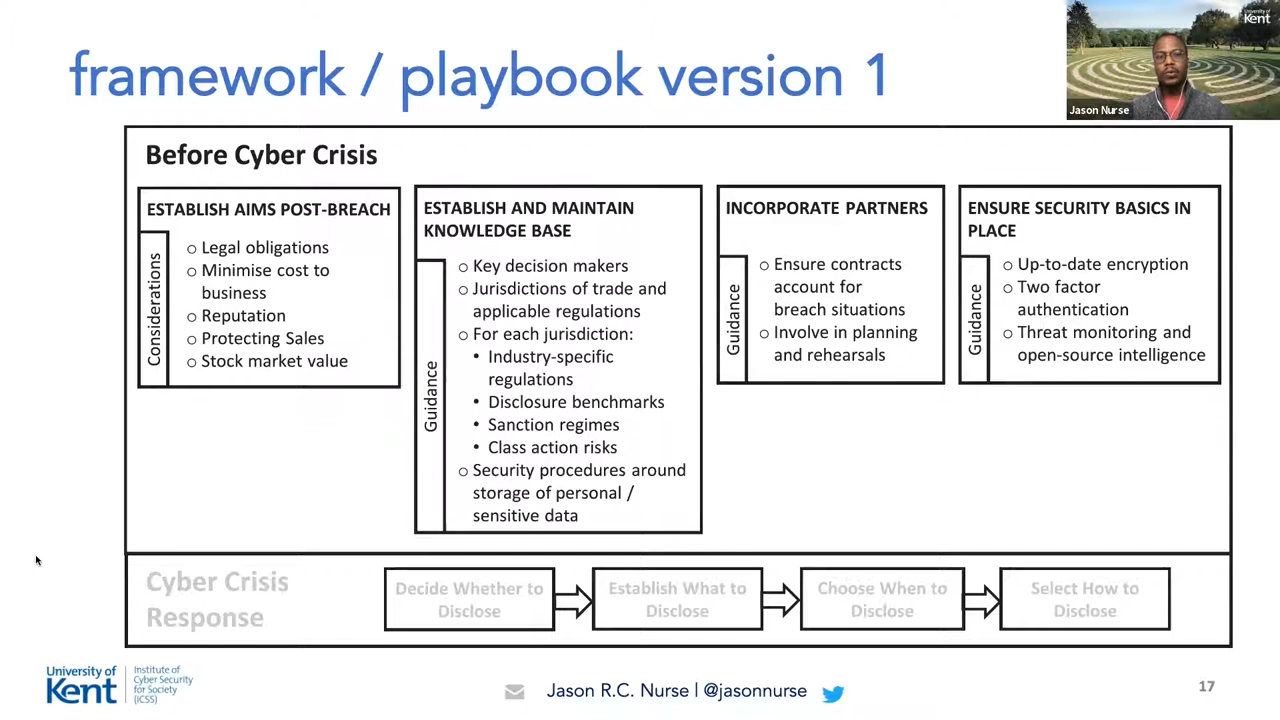 framework / playbook version 1
University of
Kent
Jason Nurse
Before Cyber Crisis
ESTABLISH AIMS POST-BREACH
Considerations
o Legal obligations
o Minimise cost to
business
o Reputation
o Protecting Sales
o Stock market value
ESTABLISH AND MAINTAIN
KNOWLEDGE BASE
Guidance
o Key decision makers
o Jurisdictions of trade and
applicable regulations
o For each jurisdiction:
• Industry-specific
regulations
• Disclosure benchmarks
• Sanction regimes
• Class action risks
o Security procedures around
storage of personal /
sensitive data
INCORPORATE PARTNERS
Guidance
o Ensure contracts
account for
breach situations
o Involve in planning
and rehearsals
ENSURE SECURITY BASICS IN
PLACE
Guidance
o Up-to-date encryption
o Two factor
authentication
o Threat monitoring and
open-source intelligence
Cyber Crisis
Response
Decide Whether to
Disclose
Establish What to
Disclose
Choose When to
Disclose
Select How to
Disclose
University of
Kent
Institute of
Cyber Security
for Society
(iCSS)
Jason R.C. Nurse | @jasonnurse
17